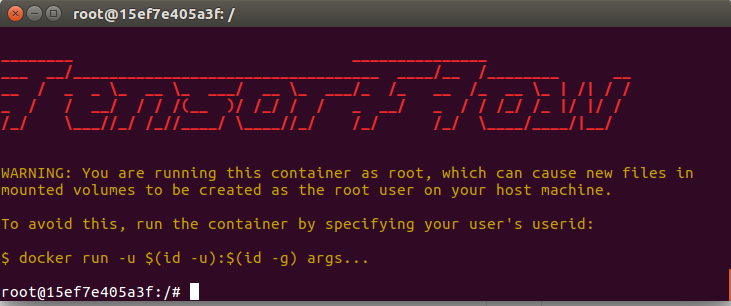 root@15ef7e405a3f: /
TensorFlow
WARNING: You are running this container as root, which can cause new files in
mounted volumes to be created as the root user on your host machine.
To avoid this, run the container by specifying your user's userid:
$ docker run -u $(id -u):$(id -g) args...
root@15ef7e405a3f:/#